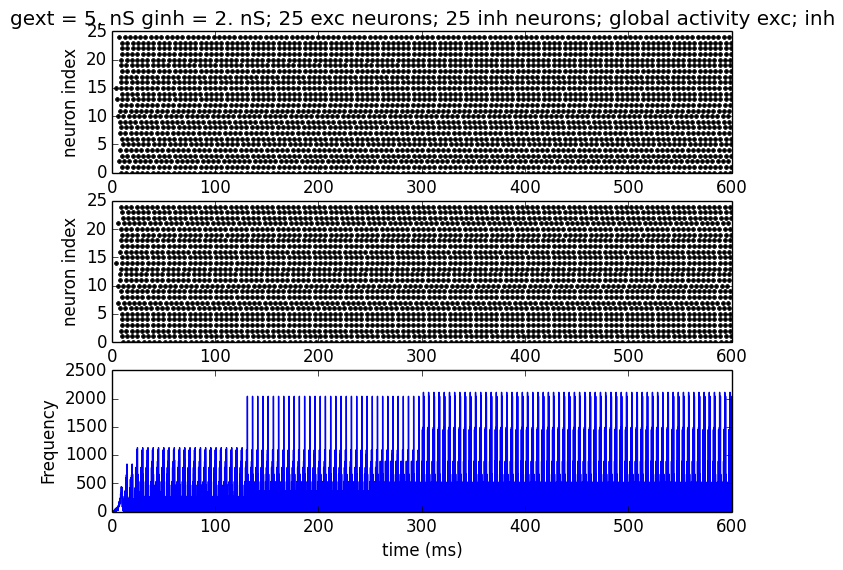 gext = 5. nS ginh = 2. nS; 25 exc neurons; 25 inh neurons; global activity exc; inh
25
20
15
10
5
0
neuron index
0 100 200 300 400 500 600
25
20
15
10
5
0
neuron index
0 100 200 300 400 500 600
2500
2000
1500
1000
500
0
Frequency
0 100 200 300 400 500 600
time (ms)